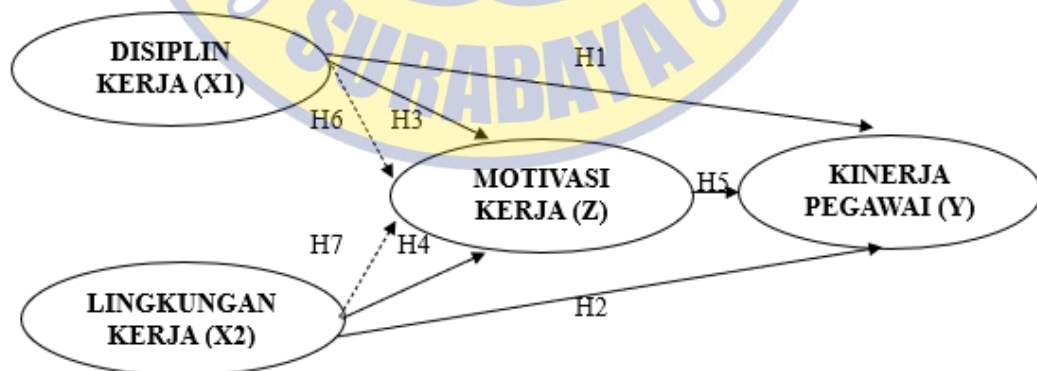 DISIPLIN
KERJA (X1)
H1
SURABAYA
H6
H3
MOTIVASI
KERJA (Z)
H5
KINERJA
PEGAWAI (Y)
H7
H4
LINGKUNGAN
KERJA (X2)
H2